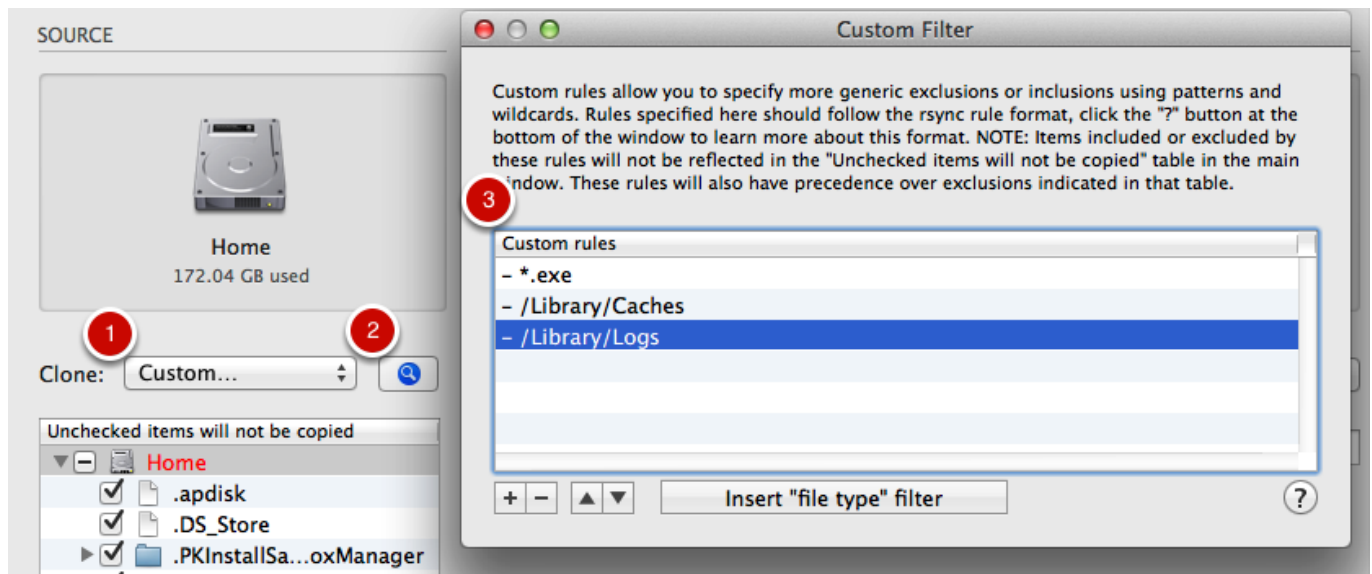 SOURCE
Home
172.04 GB used
1
2
Clone: Custom...
Unchecked items will not be copied
Home
.apdisk
.DS_Store
.PKInstallSa...oxManager
Custom Filter
Custom rules allow you to specify more generic exclusions or inclusions using patterns and
wildcards. Rules specified here should follow the rsync rule format, click the "?" button at the
bottom of the window to learn more about this format. NOTE: Items included or excluded by
these rules will not be reflected in the "Unchecked items will not be copied" table in the main
window. These rules will also have precedence over exclusions indicated in that table.
3
Custom rules
– *.exe
– /Library/Caches
– /Library/Logs
+ − ▲ ▼ Insert "file type" filter ?